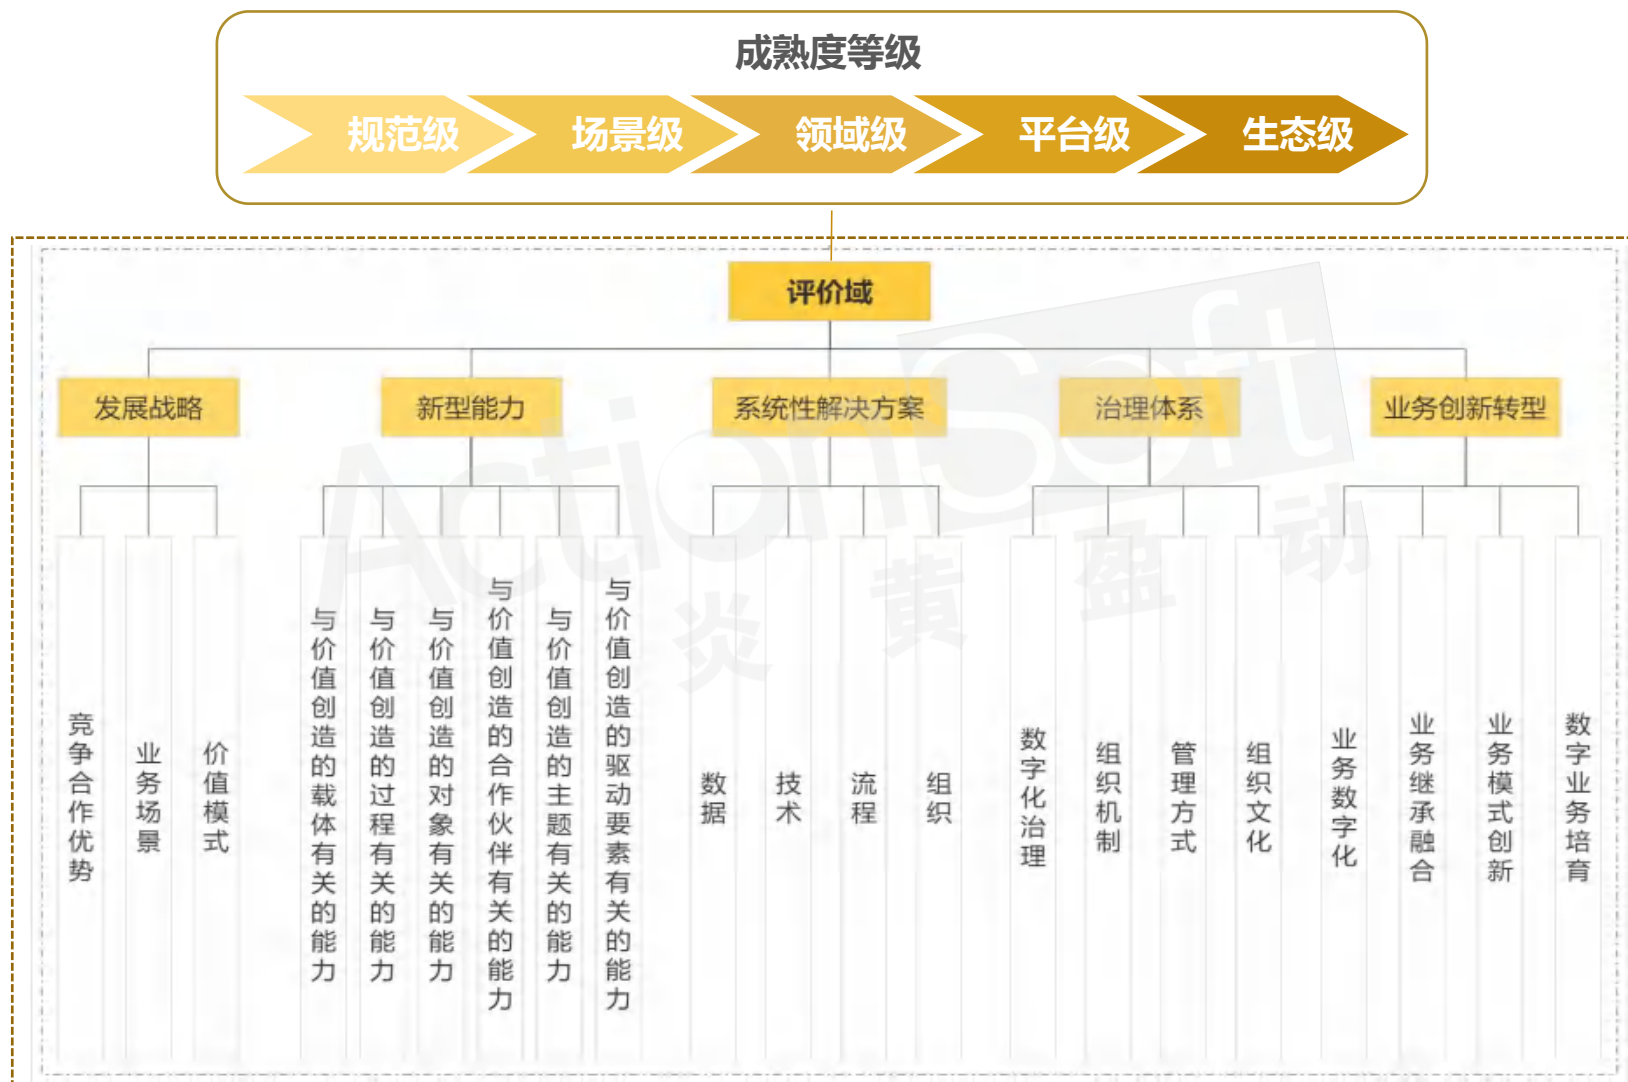 成熟度等级
规范级
场景级
领域级
平台级
生态级
评价域
发展战略
新型能力
系统性解决方案
治理体系
业务创新转型
竞争合作优势
业务场景
价值模式
与价值创造的载体有关的能力
与价值创造的过程有关的能力
与价值创造的对象有关的能力
与价值创造的合作伙伴有关的能力
与价值创造的主题有关的能力
与价值创造的驱动要素有关的能力
数据
技术
流程
组织
数字化治理
组织机制
管理方式
组织文化
业务数字化
业务继承融合
业务模式创新
数字业务培育
ActionSoft
炎黄盈动